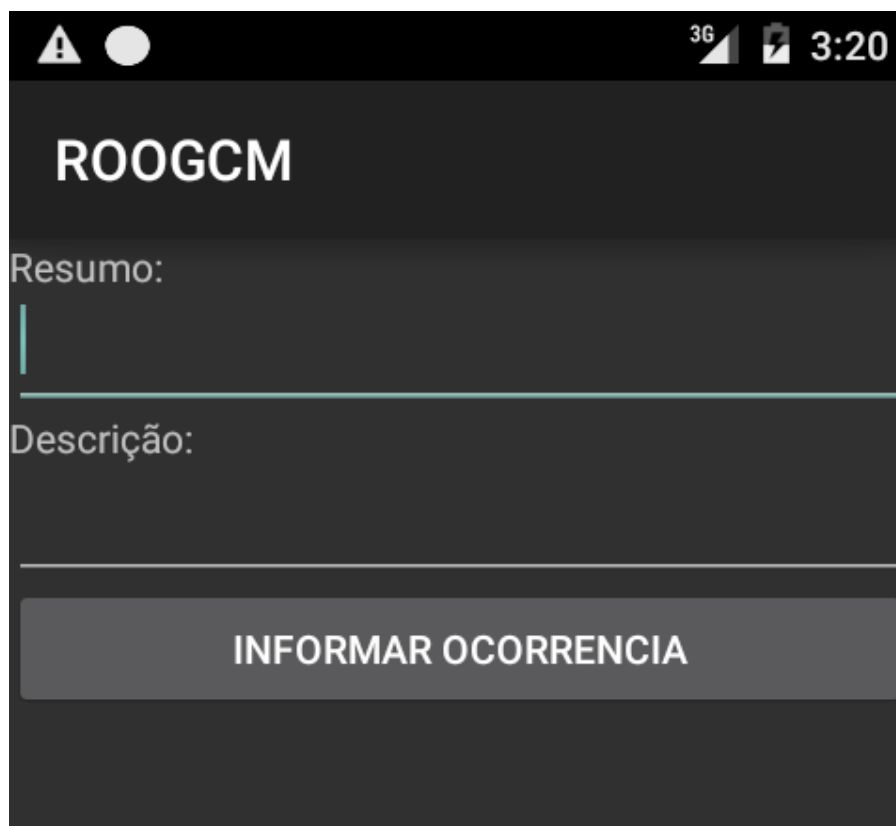 3G 3:20
ROOGCM
Resumo:
Descrição:
INFORMAR OCORRENCIA